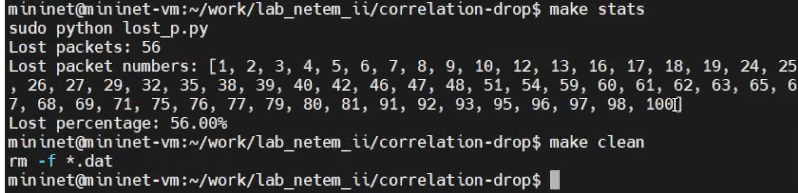 mininet@mininet-vm:~/work/lab_netem_ii/correlation-drop$ make stats
sudo python lost_p.py
Lost packets: 56
Lost packet numbers: [1, 2, 3, 4, 5, 6, 7, 8, 9, 10, 12, 13, 16, 17, 18, 19, 24, 25
, 26, 27, 29, 32, 35, 38, 39, 40, 42, 46, 47, 48, 51, 54, 59, 60, 61, 62, 63, 65, 6
7, 68, 69, 71, 75, 76, 77, 79, 80, 81, 91, 92, 93, 95, 96, 97, 98, 100]
Lost percentage: 56.00%
mininet@mininet-vm:~/work/lab_netem_ii/correlation-drop$ make clean
rm -f *.dat
mininet@mininet-vm:~/work/lab_netem_ii/correlation-drop$